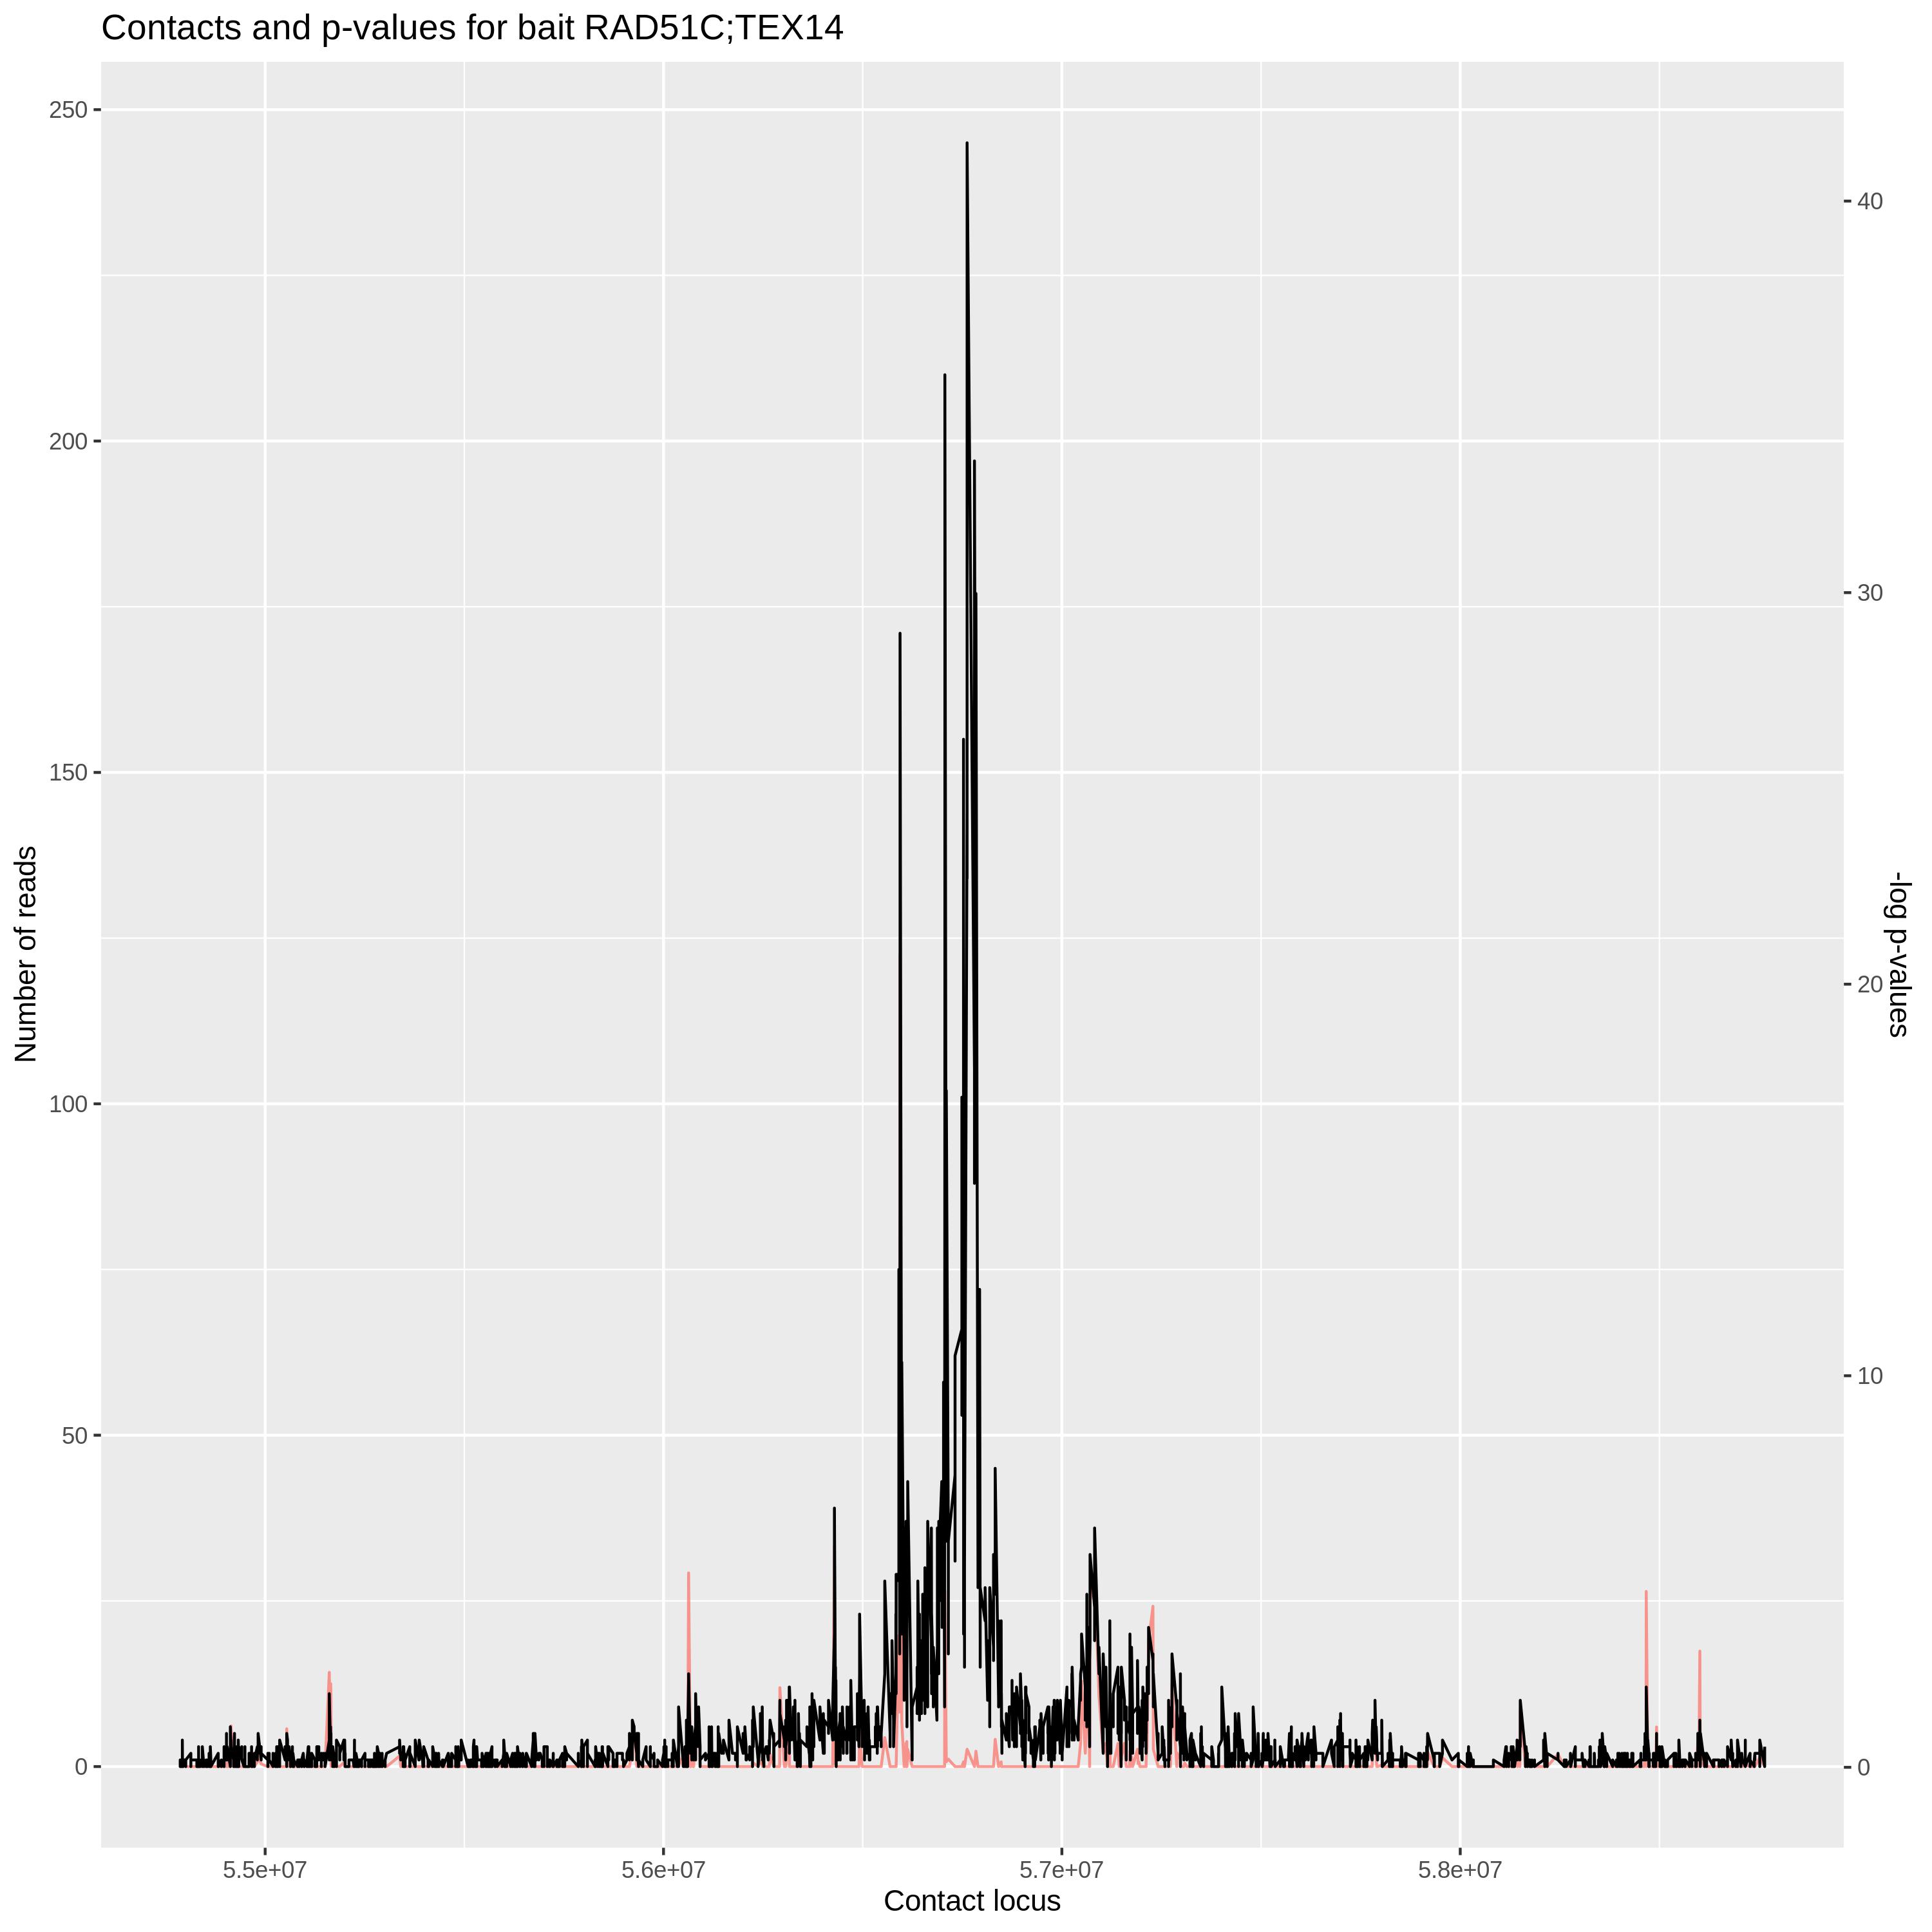 Contacts and p-values for bait RAD51C;TEX14
250
200
150
100
50
0
Number of reads
40
30
20
10
0
-log p-values
5.5e+07
5.6e+07
5.7e+07
5.8e+07
Contact locus